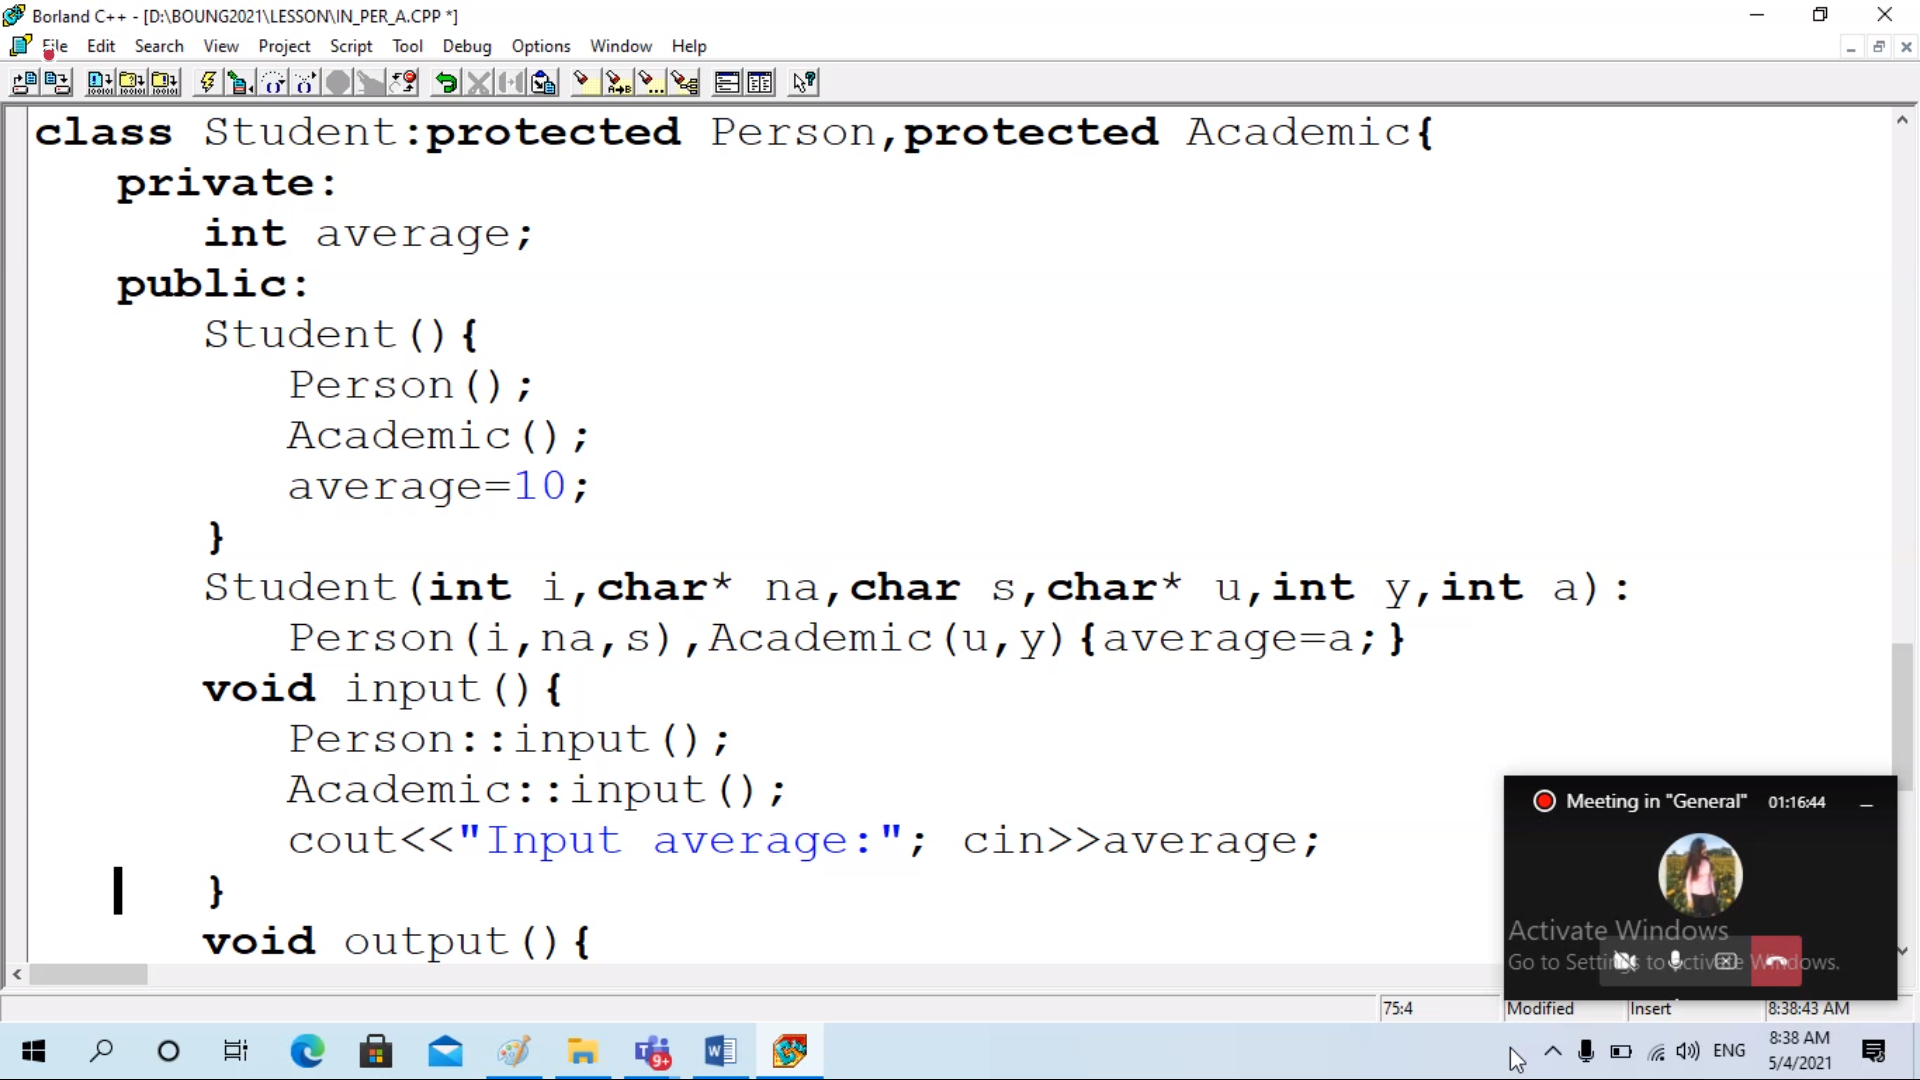 Borland C++ - [D:\BOUNG2021\LESSON\IN_PER_A.CPP *]
File Edit Search View Project Script Tool Debug Options Window Help
class Student:protected Person,protected Academic{
private:
int average;
public:
Student(){
Person();
Academic();
average=10;
}
Student(int i,char* na,char s,char* u,int y,int a):
Person(i,na,s),Academic(u,y){average=a;}
void input(){
Person::input();
Academic::input();
cout<<"Input average:"; cin>>average;
}
void output(){
Meeting in "General" 01:16:44
Activate Windows
Go to Settings to activate Windows.
75:4 Modified Insert 8:38:43 AM
9+
ENG
8:38 AM
5/4/2021